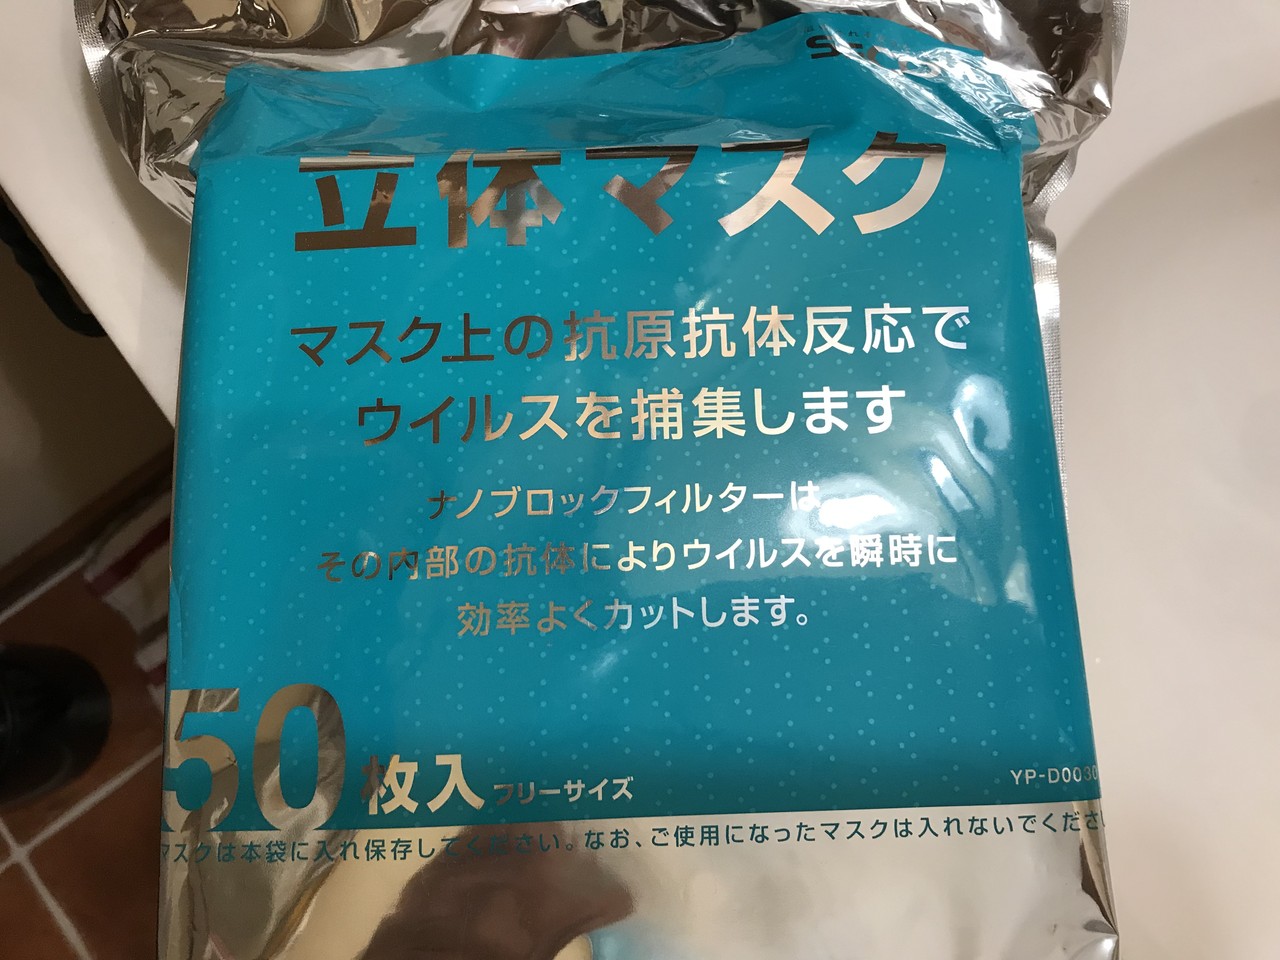 立体マスク
マスク上の抗原抗体反応で
ウイルスを捕集します
ナノブロックフィルターは
その内部の抗体によりウイルスを瞬時に
効率よくカットします。
50枚入 フリーサイズ
YP-D0030
マスクは本袋に入れ保存してください。なお、ご使用になったマスクは入れないでくださ